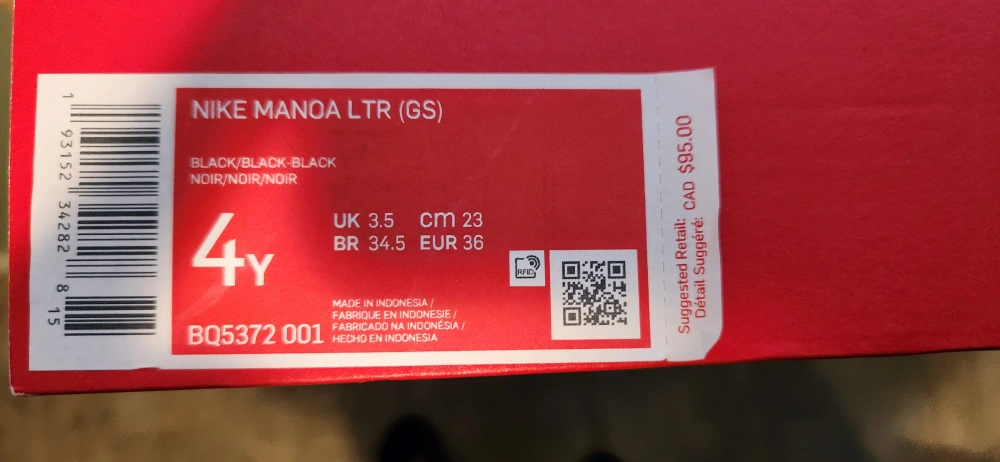 1 93152 34282 8 15
NIKE MANOA LTR (GS)
BLACK/BLACK-BLACK
NOIR/NOIR/NOIR
4Y
UK 3.5 cm 23
BR 34.5 EUR 36
RFID
BQ5372 001
MADE IN INDONESIA /
FABRIQUE EN INDONESIE /
FABRICADO NA INDONÉSIA /
HECHO EN INDONESIA
Suggested Retail: CAD $95.00
Détail Suggéré: